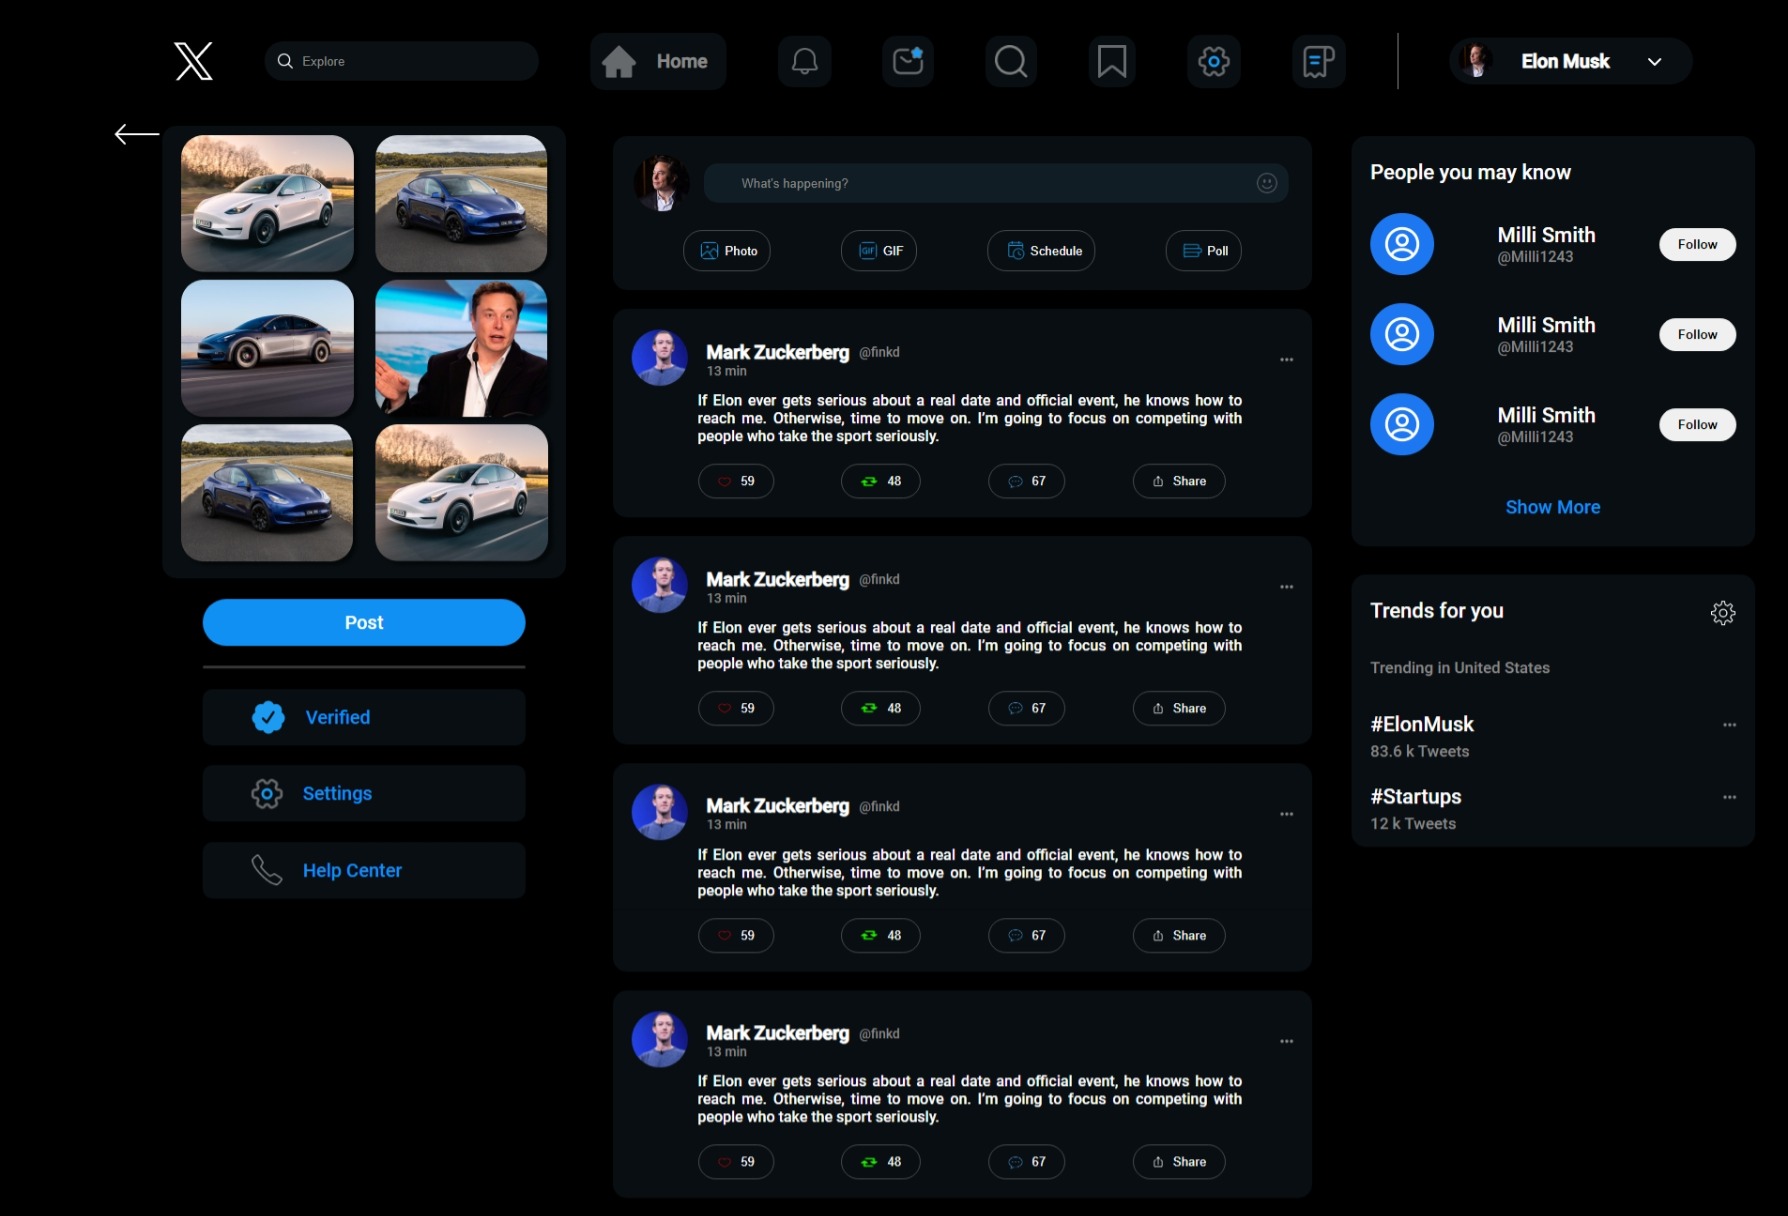 X
Explore
Home
Elon Musk
Post
Verified
Settings
Help Center
What's happening?
Photo
GIF
GIF
Schedule
Poll
Mark Zuckerberg @finkd
13 min
If Elon ever gets serious about a real date and official event, he knows how to
reach me. Otherwise, time to move on. I'm going to focus on competing with
people who take the sport seriously.
59
48
67
Share
Mark Zuckerberg @finkd
13 min
If Elon ever gets serious about a real date and official event, he knows how to
reach me. Otherwise, time to move on. I'm going to focus on competing with
people who take the sport seriously.
59
48
67
Share
Mark Zuckerberg @finkd
13 min
If Elon ever gets serious about a real date and official event, he knows how to
reach me. Otherwise, time to move on. I'm going to focus on competing with
people who take the sport seriously.
59
48
67
Share
Mark Zuckerberg @finkd
13 min
If Elon ever gets serious about a real date and official event, he knows how to
reach me. Otherwise, time to move on. I'm going to focus on competing with
people who take the sport seriously.
59
48
67
Share
People you may know
Milli Smith
@Milli1243
Follow
Milli Smith
@Milli1243
Follow
Milli Smith
@Milli1243
Follow
Show More
Trends for you
Trending in United States
#ElonMusk
83.6 k Tweets
#Startups
12 k Tweets